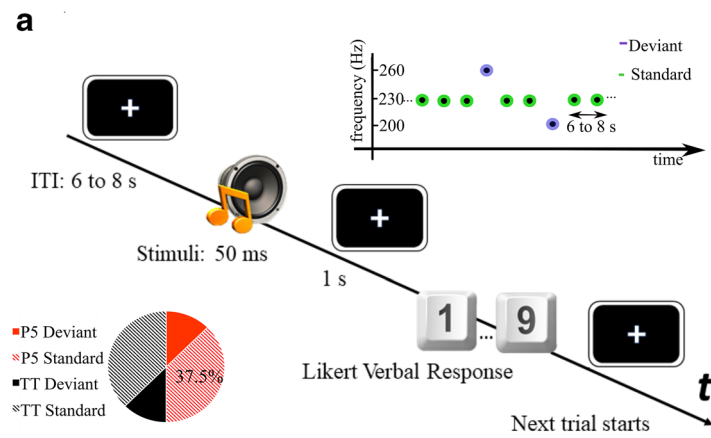 a
frequency (Hz)
260
230
200
Deviant
Standard
...
...
6 to 8 s
time
ITI: 6 to 8 s
Stimuli: 50 ms
1 s
1
...
9
Likert Verbal Response
P5 Deviant
P5 Standard
TT Deviant
TT Standard
37.5%
t
Next trial starts